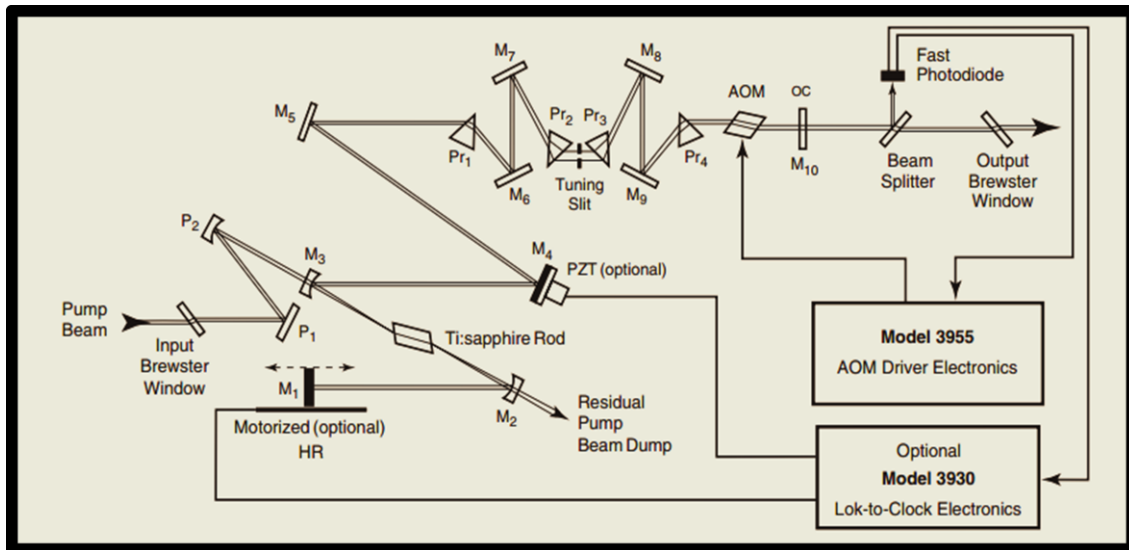 M7
M8
Fast
Photodiode
AOM
OC
M5
Pr2
Pr3
Pr1
Pr4
M10
Beam
Splitter
Output
Brewster
Window
M6
Tuning
Slit
M9
P2
M3
M4
PZT (optional)
Pump
Beam
P1
Input
Brewster
Window
Ti:sapphire Rod
Model 3955
AOM Driver Electronics
M1
M2
Residual
Pump
Beam Dump
Motorized (optional)
HR
Optional
Model 3930
Lok-to-Clock Electronics